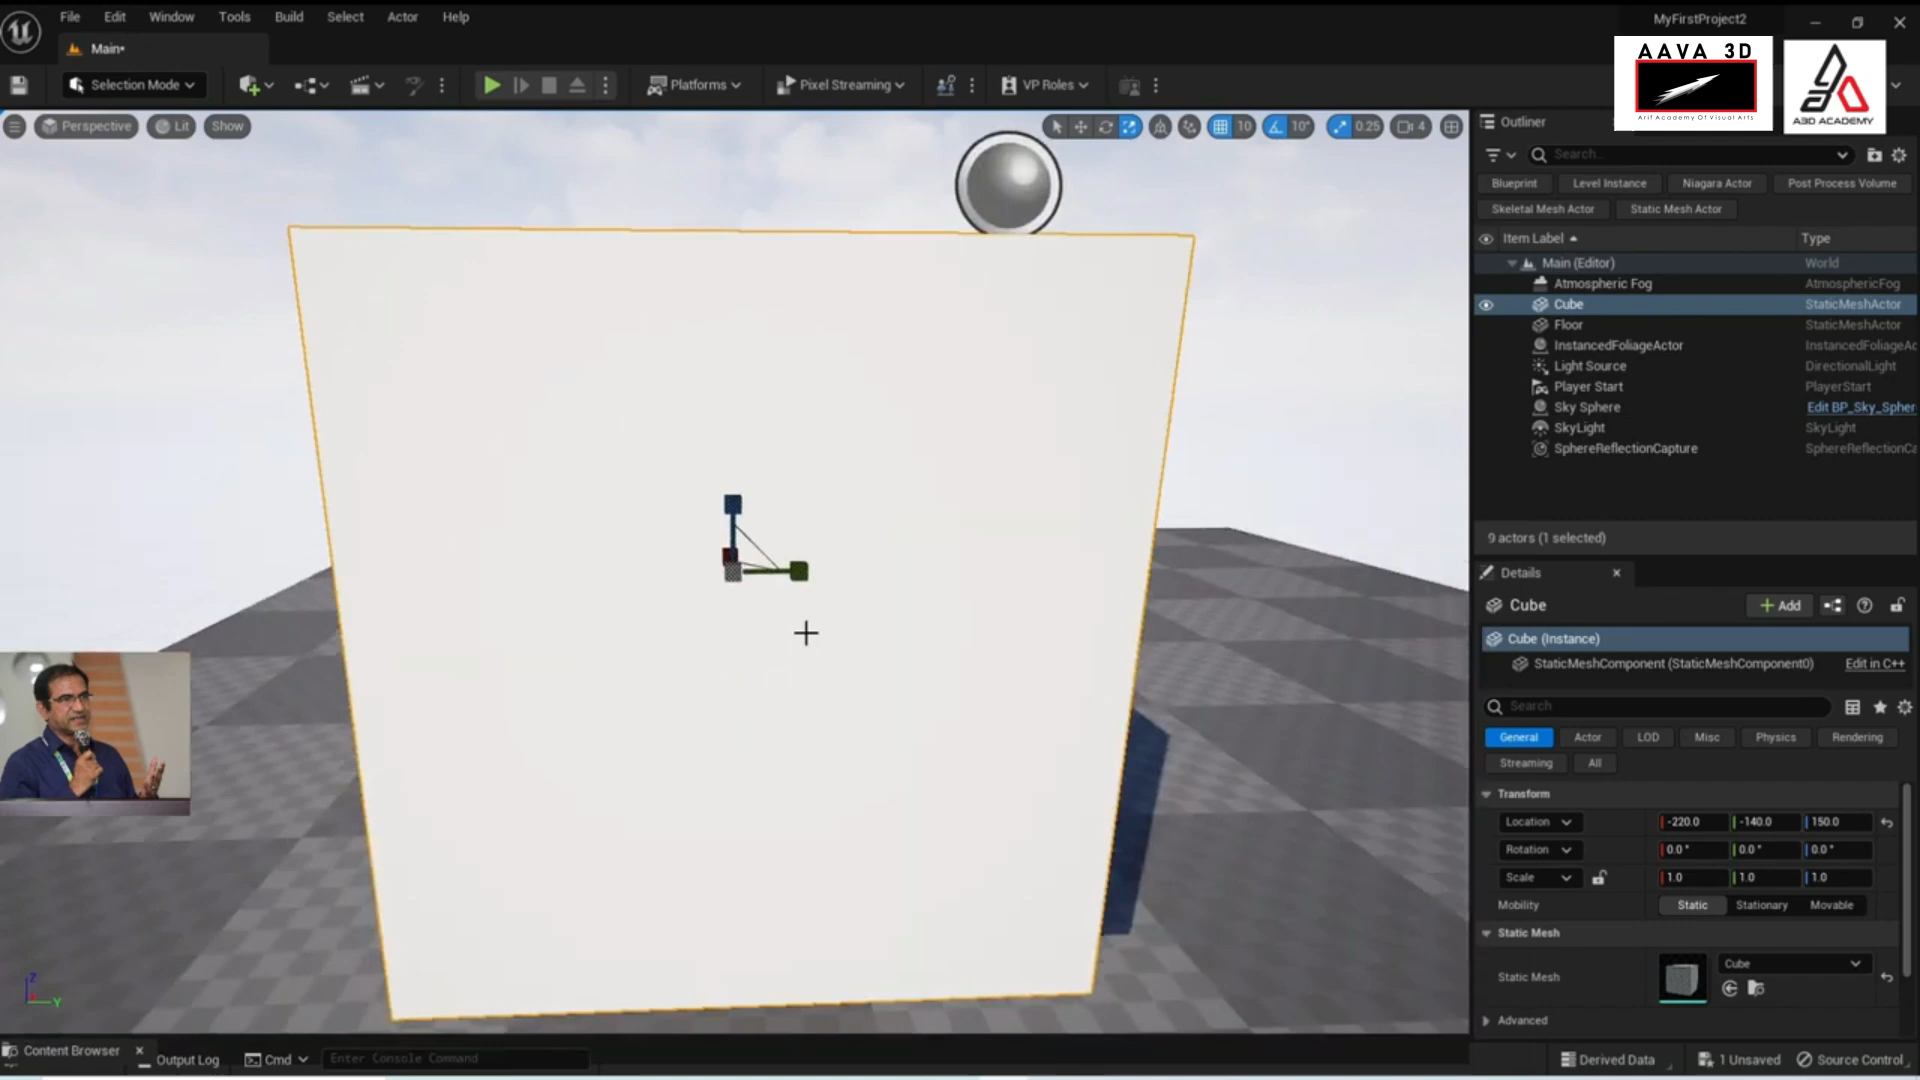 File Edit Window Tools Build Select Actor Help
MyFirstProject2
Main•
AAVA 3D
Arif Academy Of Visual Arts
A3D ACADEMY
Selection Mode
Platforms
Pixel Streaming
VP Roles
Perspective Lit Show
10 10° 0.25 4
Outliner
Search...
Blueprint Level Instance Niagara Actor Post Process Volume
Skeletal Mesh Actor Static Mesh Actor
Item Label Type
Main (Editor) World
Atmospheric Fog AtmosphericFog
Cube StaticMeshActor
Floor StaticMeshActor
InstancedFoliageActor InstancedFoliageAc
Light Source DirectionalLight
Player Start PlayerStart
Sky Sphere Edit BP_Sky_Spher
SkyLight SkyLight
SphereReflectionCapture SphereReflectionCa
9 actors (1 selected)
Details
Cube
Add
Cube (Instance)
StaticMeshComponent (StaticMeshComponent0) Edit in C++
Search
General Actor LOD Misc Physics Rendering
Streaming All
Transform
Location -220.0 -140.0 150.0
Rotation 0.0° 0.0° 0.0°
Scale 1.0 1.0 1.0
Mobility Static Stationary Movable
Static Mesh
Static Mesh Cube
Advanced
Z
Y
Content Browser Output Log Cmd Enter Console Command
Derived Data 1 Unsaved Source Control